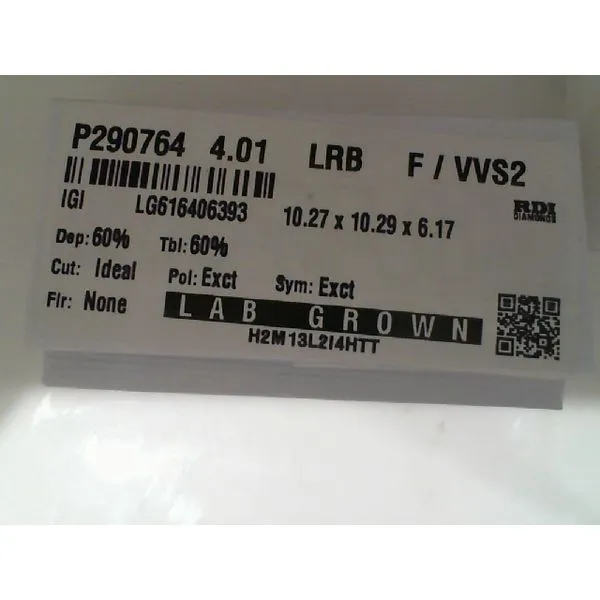 P290764 4.01 LRB F / VVS2
IGI LG616406393 10.27 x 10.29 x 6.17
RDI
DIAMONDS
Dep: 60% Tbl: 60%
Cut: Ideal Pol: Exct Sym: Exct
Flr: None LAB GROWN
H2M13L2I4HTT